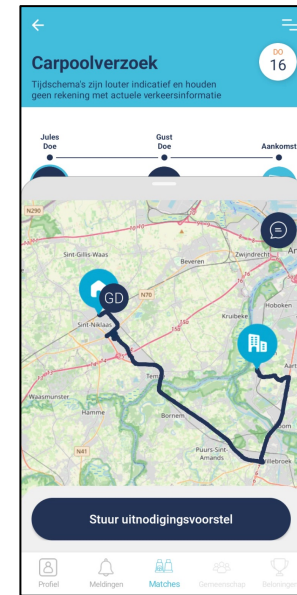 Carpoolverzoek
DO
16
Tijdschema's zijn louter indicatief en houden
geen rekening met actuele verkeersinformatie
Jules
Doe
Gust
Doe
Aankomst
N290
Sint-Gillis-Waas
Beveren
Zwijndrecht
GD
N70
Hoboken
Kruibeke
Sint-Niklaas
Waasmunster
Hamme
Bornem
N41
Puurs-Sint-
Amands
Stuur uitnodigingsvoorstel
Profiel
Meldingen
Matches
Gemeenschap
Beloningen